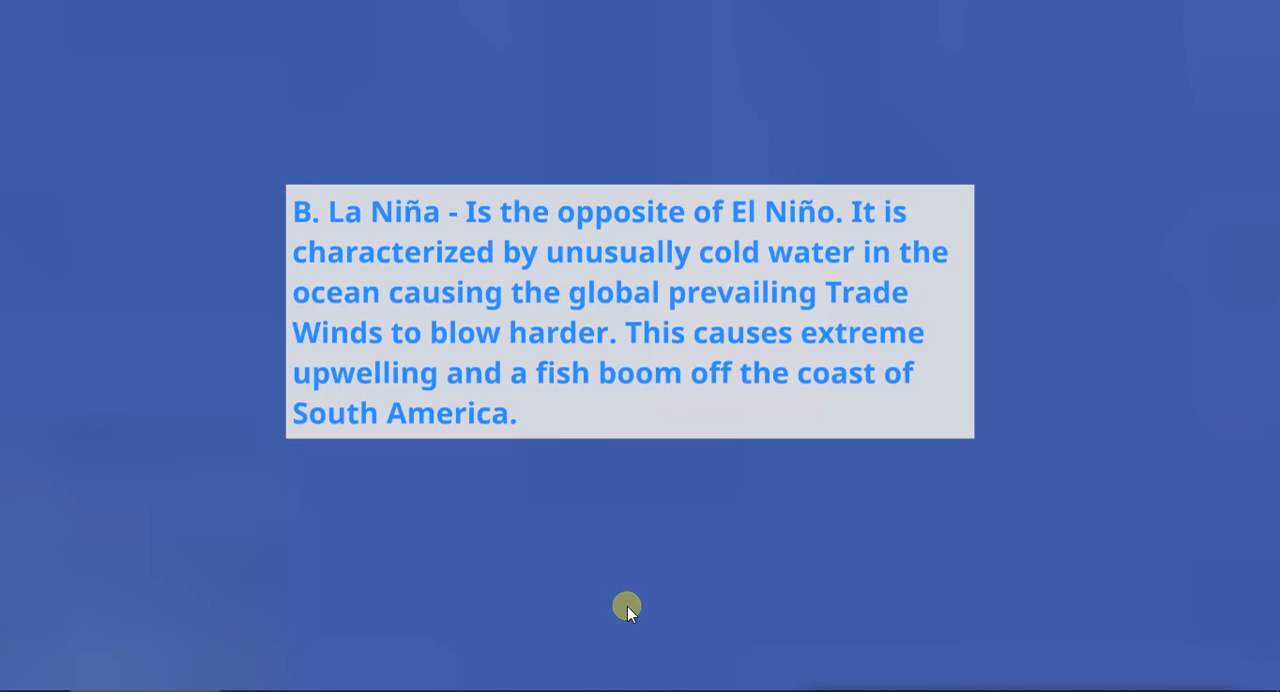 B. La Niña - Is the opposite of El Niño. It is
characterized by unusually cold water in the
ocean causing the global prevailing Trade
Winds to blow harder. This causes extreme
upwelling and a fish boom off the coast of
South America.